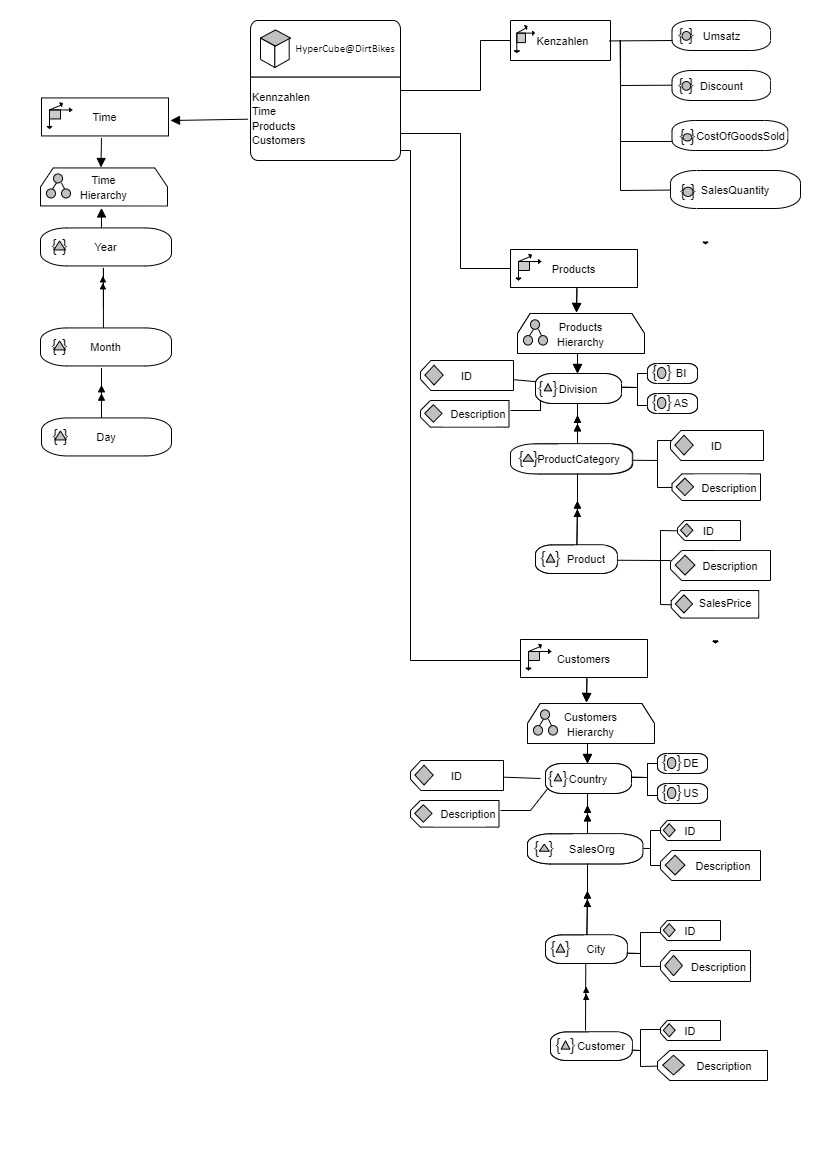 HyperCube@DirtBikes
Kennzahlen
Time
Products
Customers
Kenzahlen
Umsatz
Discount
CostOfGoodsSold
SalesQuantity
Time
Time
Hierarchy
Year
Month
Day
Products
Products
Hierarchy
ID
Description
{▲}Division
{O} BI
{O} AS
{▲}ProductCategory
ID
Description
{▲} Product
ID
Description
SalesPrice
Customers
Customers
Hierarchy
ID
Description
{▲}Country
{O} DE
{O} US
{▲} SalesOrg
ID
Description
{▲} City
ID
Description
{▲} Customer
ID
Description